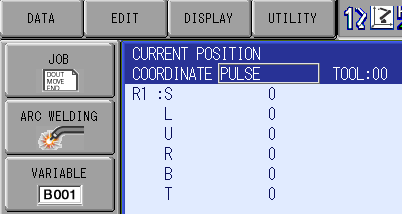 DATA EDIT DISPLAY UTILITY
JOB
DOUT
MOVE
END
ARC WELDING
VARIABLE
B001
CURRENT POSITION
COORDINATE PULSE TOOL:00
R1 :S 0
L 0
U 0
R 0
B 0
T 0